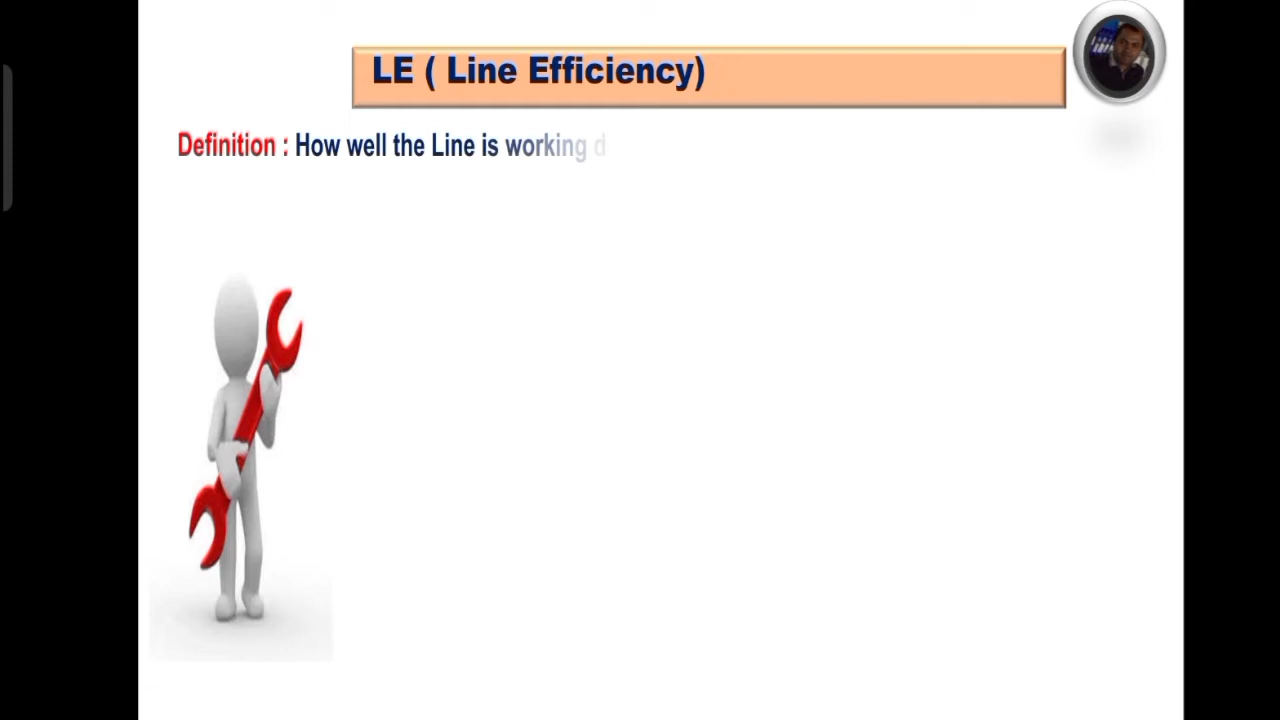 LE ( Line Efficiency)
Definition : How well the Line is working d